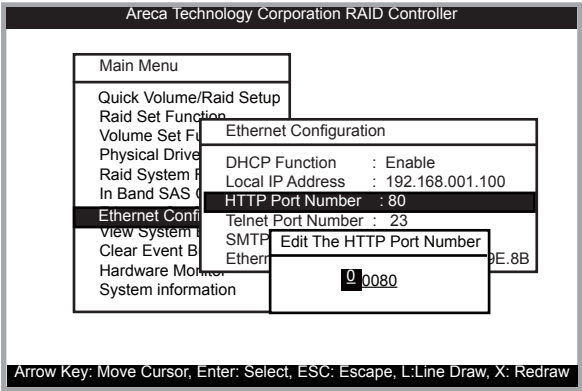 Areca Technology Corporation RAID Controller
Main Menu
Quick Volume/Raid Setup
Raid Set Function
Volume Set Fu
Physical Drive
Raid System F
In Band SAS
Ethernet Confi
View System
Clear Event B
Hardware Monitor
System information
Ethernet Configuration
DHCP Function : Enable
Local IP Address : 192.168.001.100
HTTP Port Number : 80
Telnet Port Number : 23
SMTP
Ethern 9E.8B
Edit The HTTP Port Number
00080
Arrow Key: Move Cursor, Enter: Select, ESC: Escape, L:Line Draw, X: Redraw